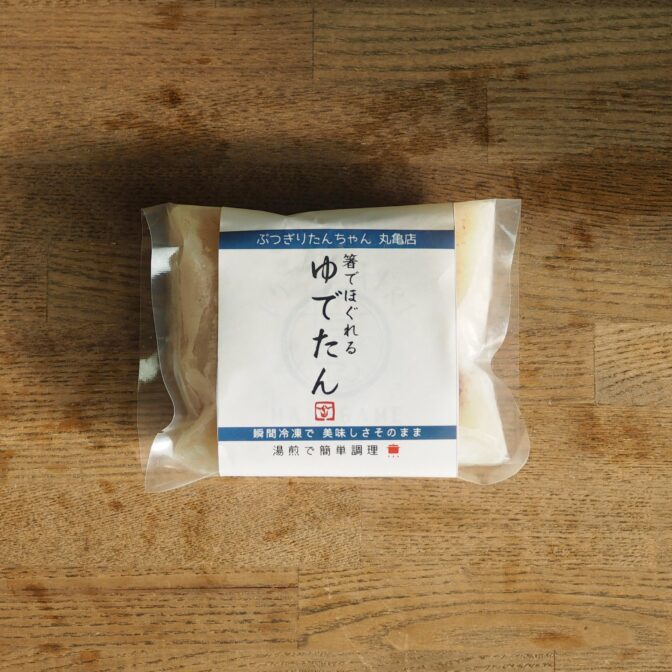 ぶつぎりたんちゃん 丸亀店
箸でほぐれる
ゆでたん
瞬間冷凍で 美味しさそのまま
湯煎で簡単調理